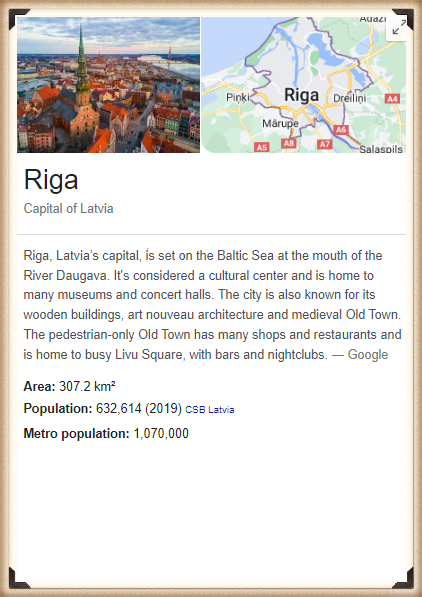 Adaži
Piņķi
Riga
Dreiliņi
A4
Mārupe
A6
A5
A8
A7
Salaspils
Riga
Capital of Latvia
Riga, Latvia’s capital, ís set on the Baltic Sea at the mouth of the
River Daugava. It's considered a cultural center and is home to
many museums and concert halls. The city is also known for its
wooden buildings, art nouveau architecture and medieval Old Town.
The pedestrian-only Old Town has many shops and restaurants and
is home to busy Livu Square, with bars and nightclubs. — Google
Area: 307.2 km²
Population: 632,614 (2019) CSB Latvia
Metro population: 1,070,000